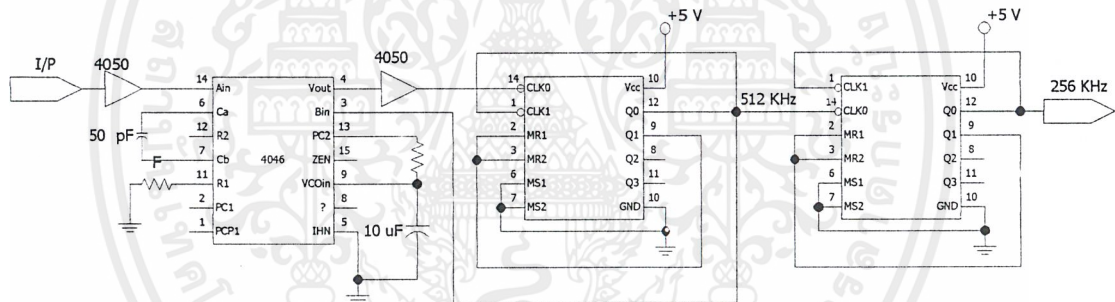 I/P
4050
14 Ain
6 Ca
50 pF
12 R2
7 Cb
F
11 R1
2 PC1
1 PCP1
4046
Vout 4
Bin 3
PC2 13
ZEN 15
VCOin 9
? 8
IHN 5
10 uF
4050
+5 V
14 CLK0
1 CLK1
2 MR1
3 MR2
6 MS1
7 MS2
Vcc 10
Q0 12
Q1 9
Q2 8
Q3 11
GND 10
512 KHz
+5 V
1 CLK1
14 CLK0
2 MR1
3 MR2
6 MS1
7 MS2
Vcc 10
Q0 12
Q1 9
Q2 8
Q3 11
GND 10
256 KHz